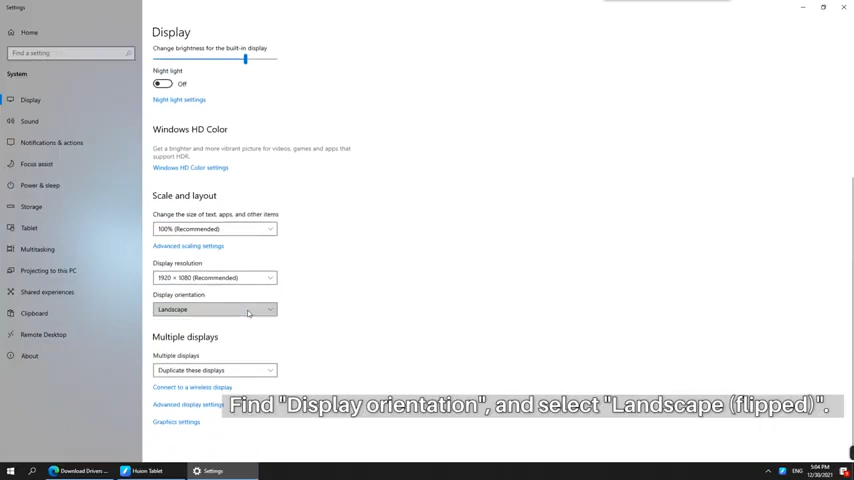 Settings
Home
Find a setting
System
Display
Sound
Notifications & actions
Focus assist
Power & sleep
Storage
Tablet
Multitasking
Projecting to this PC
Shared experiences
Clipboard
Remote Desktop
About
Display
Change brightness for the built-in display
Night light
Off
Night light settings
Windows HD Color
Get a brighter and more vibrant picture for videos, games and apps that
support HDR.
Windows HD Color settings
Scale and layout
Change the size of text, apps, and other items
100% (Recommended)
Advanced scaling settings
Display resolution
1920 × 1080 (Recommended)
Display orientation
Landscape
Multiple displays
Multiple displays
Duplicate these displays
Connect to a wireless display
Advanced display settings
Graphics settings
Find "Display orientation", and select "Landscape (flipped)".
Download Drivers ...
Huion Tablet
Settings
ENG
5:04 PM
12/30/2021